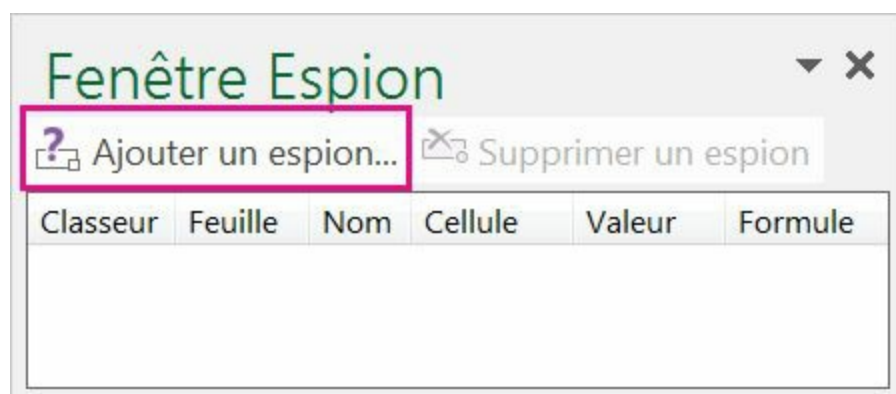 Fenêtre Espion
Ajouter un espion... Supprimer un espion
Classeur Feuille Nom Cellule Valeur Formule